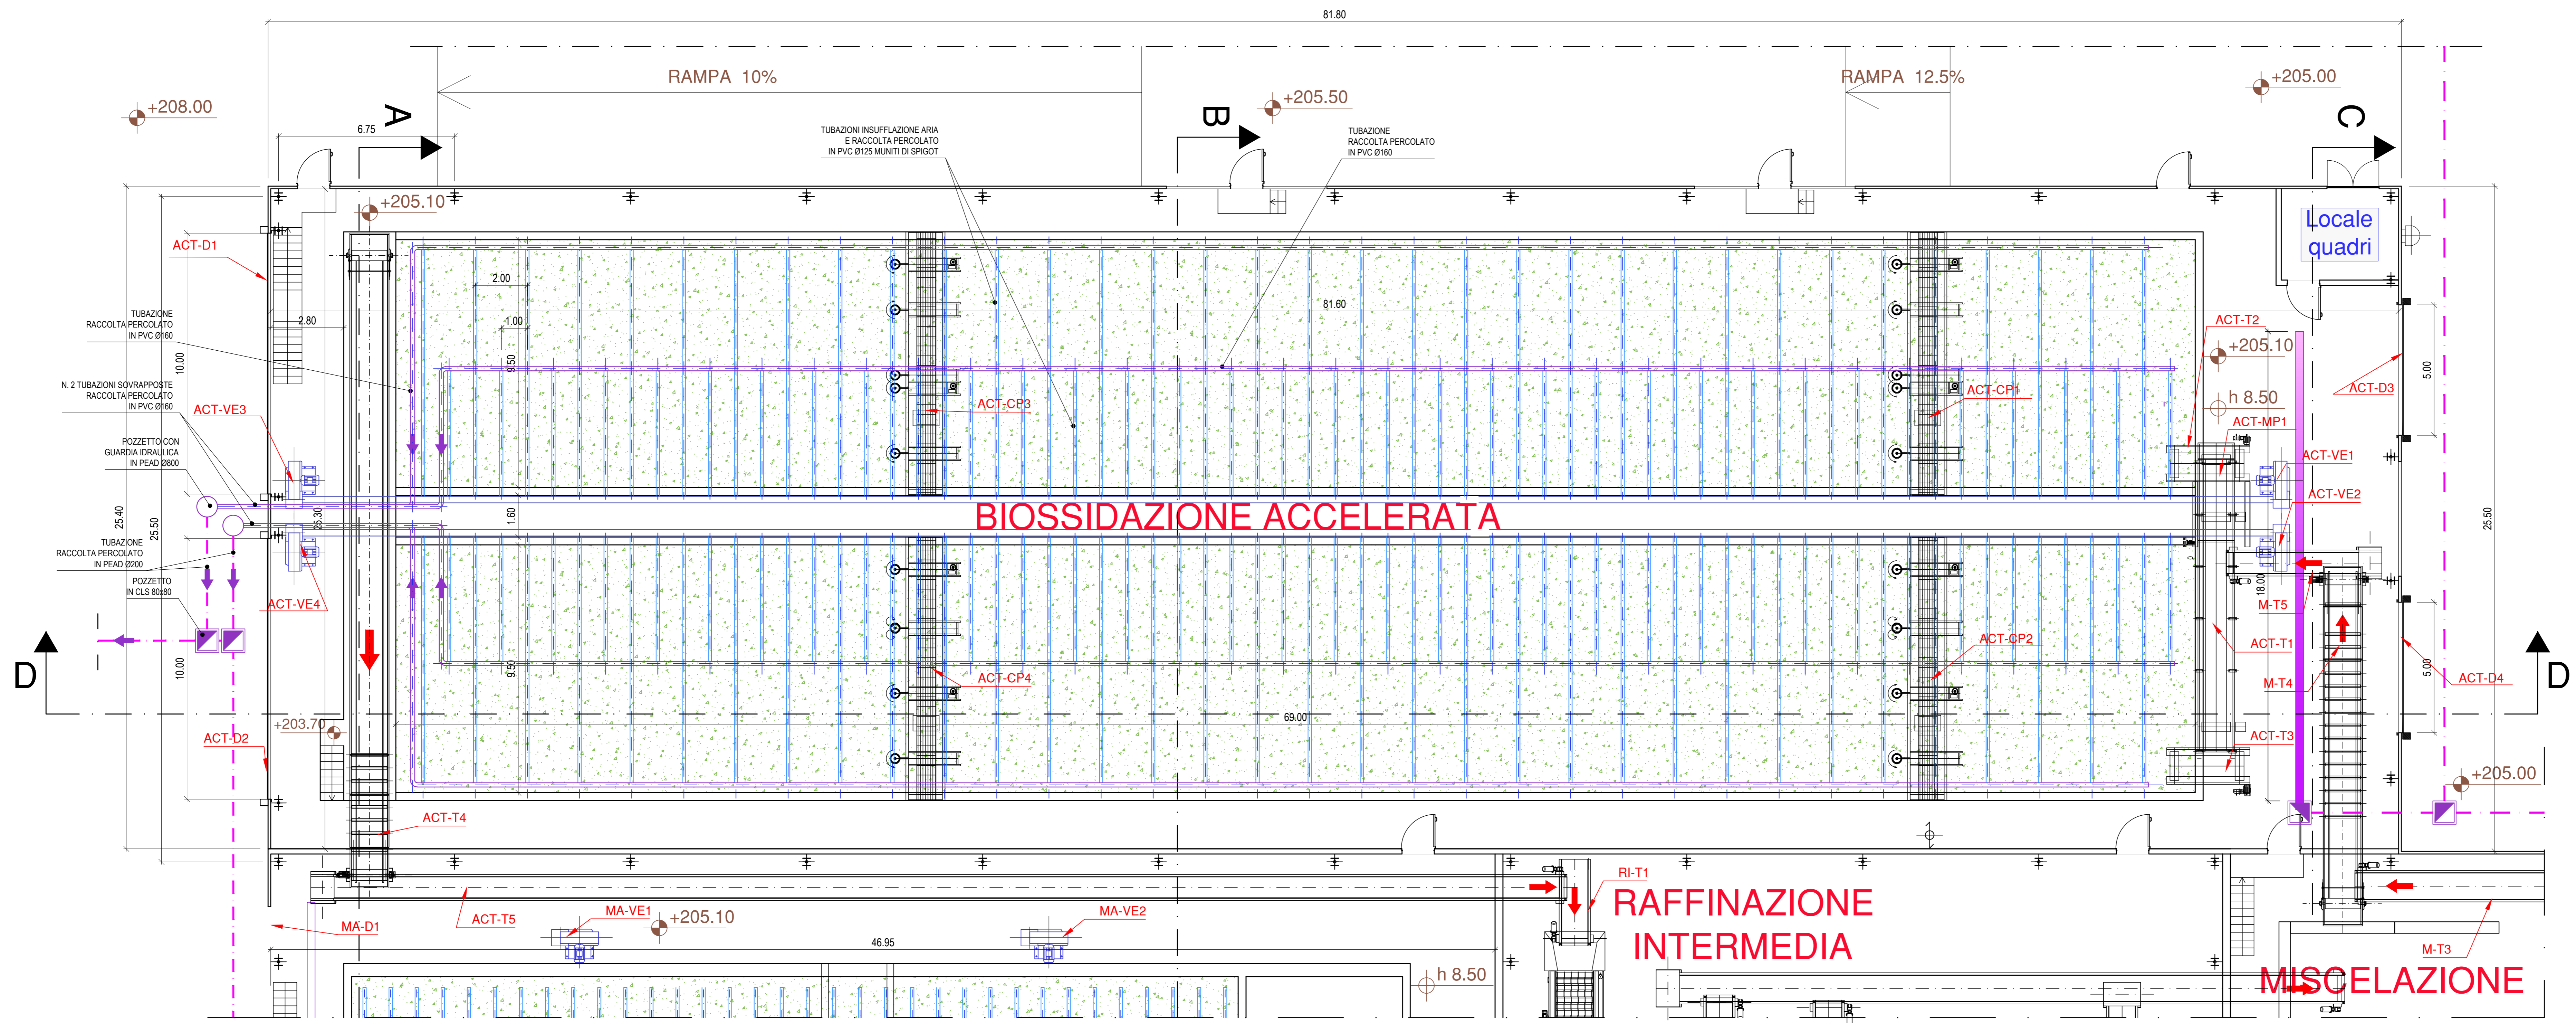 81.80
RAMPA 10%
RAMPA 12.5%
+208.00
+205.50
+205.00
A
B
C
6.75
TUBAZIONI INSUFFLAZIONE ARIA
E RACCOLTA PERCOLATO
IN PVC Ø125 MUNITI DI SPIGOT
TUBAZIONE
RACCOLTA PERCOLATO
IN PVC Ø160
+205.10
Locale
quadri
ACT-D1
2.00
81.60
2.80
1.00
TUBAZIONE
RACCOLTA PERCOLATO
IN PVC Ø160
ACT-T2
+205.10
10.00
9.50
5.00
N. 2 TUBAZIONI SOVRAPPOSTE
RACCOLTA PERCOLATO
IN PVC Ø160
ACT-VE3
ACT-CP3
ACT-CP1
ACT-D3
h 8.50
ACT-MP1
POZZETTO CON
GUARDIA IDRAULICA
IN PEAD Ø800
ACT-VE1
ACT-VE2
25.40
25.50
25.30
1.60
BIOSSIDAZIONE ACCELERATA
25.50
TUBAZIONE
RACCOLTA PERCOLATO
IN PEAD Ø200
POZZETTO
IN CLS 80x80
ACT-VE4
18.00
M-T5
ACT-CP2
ACT-T1
D
10.00
9.50
ACT-CP4
M-T4
5.00
ACT-D4
D
+203.70
69.00
ACT-D2
ACT-T3
+205.00
ACT-T4
RI-T1
RAFFINAZIONE
INTERMEDIA
MA-D1
ACT-T5
MA-VE1
+205.10
MA-VE2
46.95
M-T3
h 8.50
MISCELAZIONE